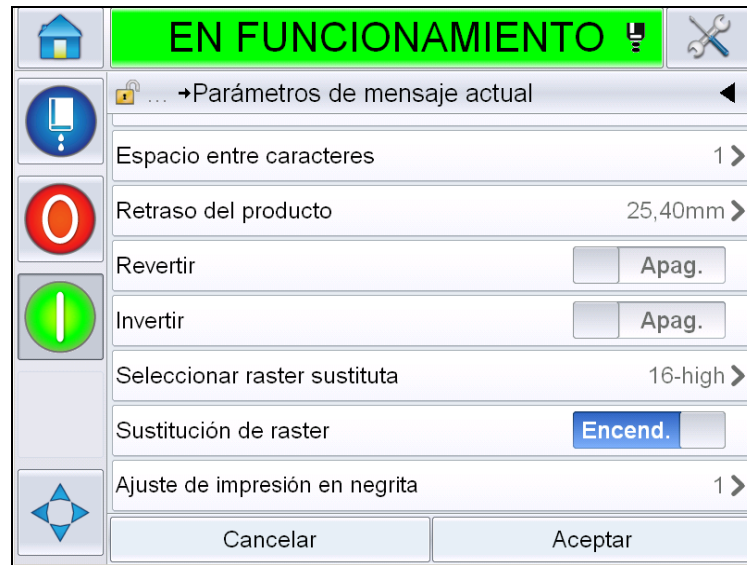 EN FUNCIONAMIENTO
... →Parámetros de mensaje actual
Espacio entre caracteres 1
Retraso del producto 25,40mm
Revertir Apag.
Invertir Apag.
Seleccionar raster sustituta 16-high
Sustitución de raster Encend.
Ajuste de impresión en negrita 1
Cancelar Aceptar